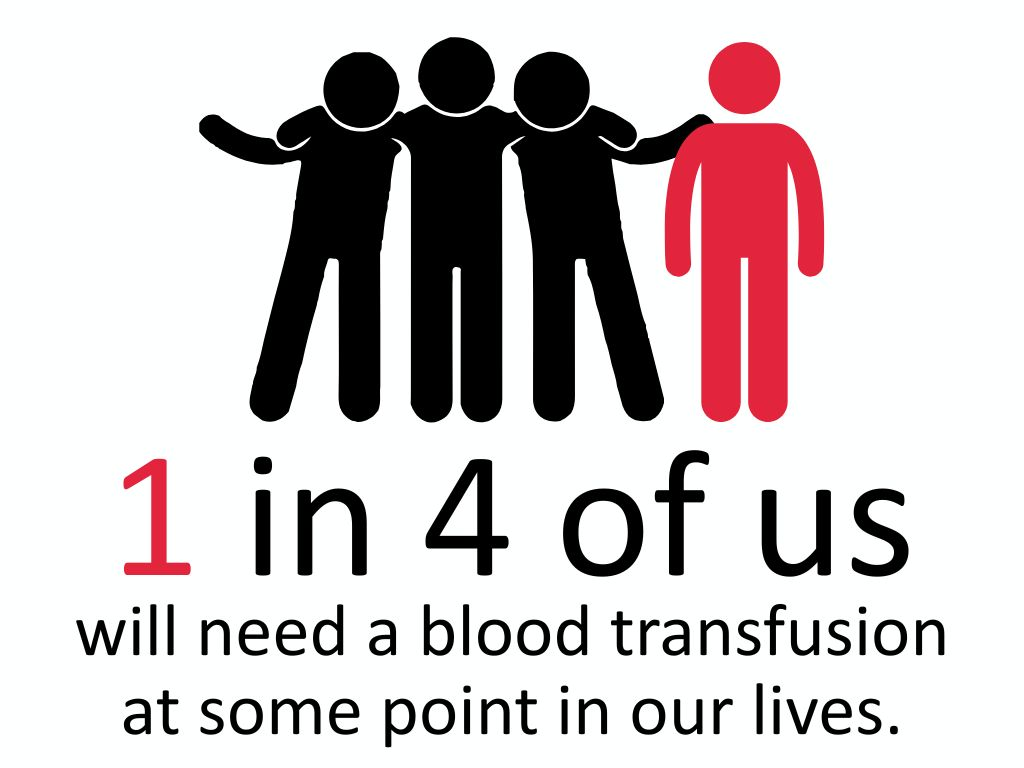 1 in 4 of us
will need a blood transfusion
at some point in our lives.